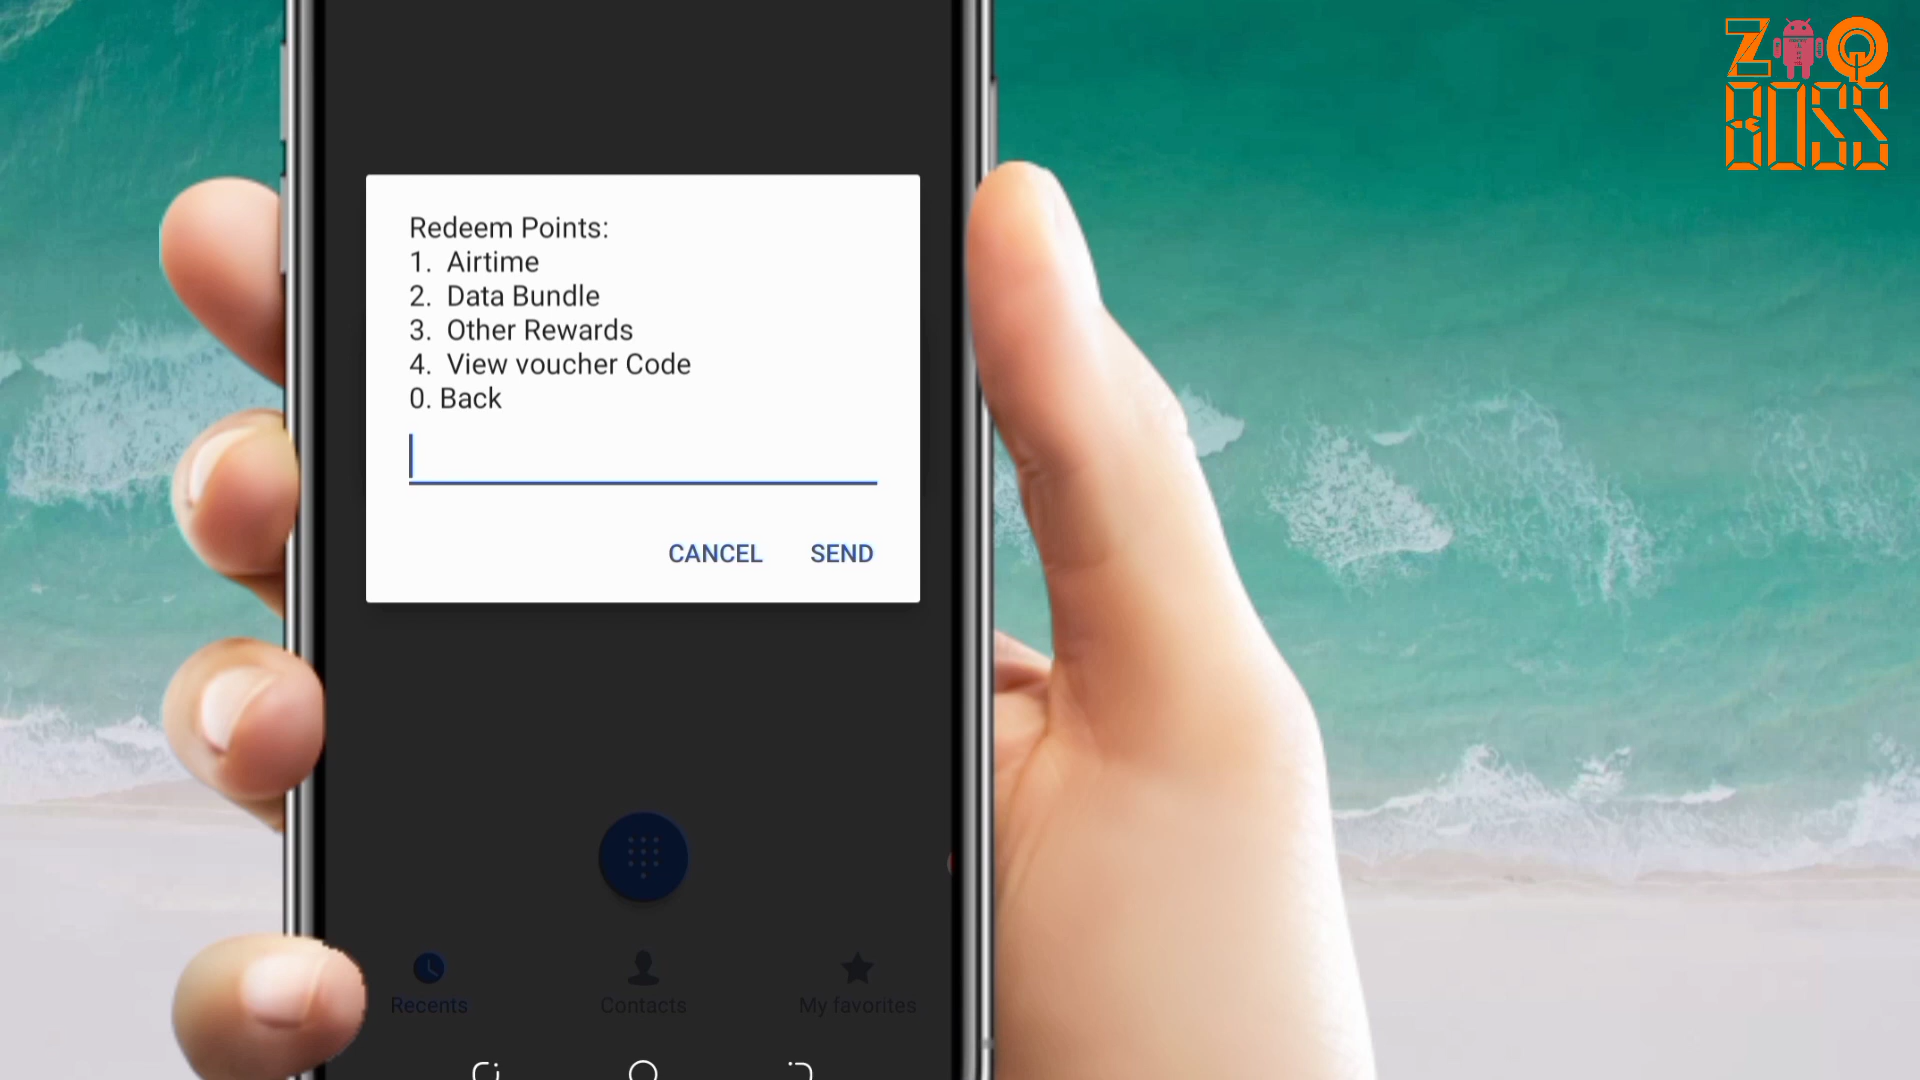 Redeem Points:
1. Airtime
2. Data Bundle
3. Other Rewards
4. View voucher Code
0. Back
CANCEL SEND
Recents Contacts My favorites
Z Q
BOSS